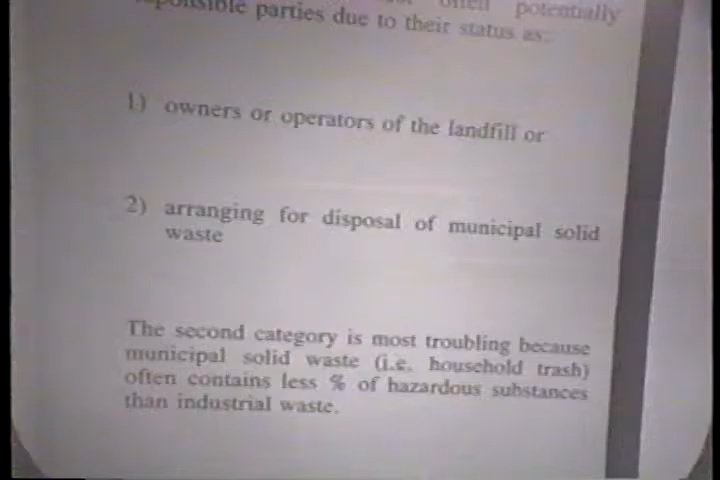 often potentially
responsible parties due to their status as:
1) owners or operators of the landfill or
2) arranging for disposal of municipal solid
waste
The second category is most troubling because
municipal solid waste (i.e. household trash)
often contains less % of hazardous substances
than industrial waste.